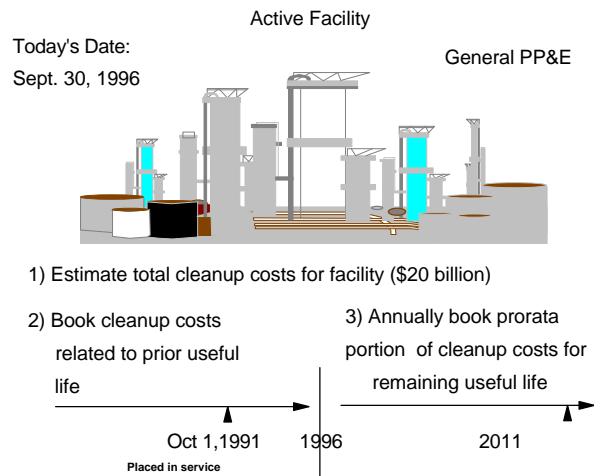 Active Facility
Today's Date:
Sept. 30, 1996
General PP&E
1) Estimate total cleanup costs for facility ($20 billion)
2) Book cleanup costs
related to prior useful
life
3) Annually book prorata
portion of cleanup costs for
remaining useful life
Oct 1,1991
1996
2011
Placed in service